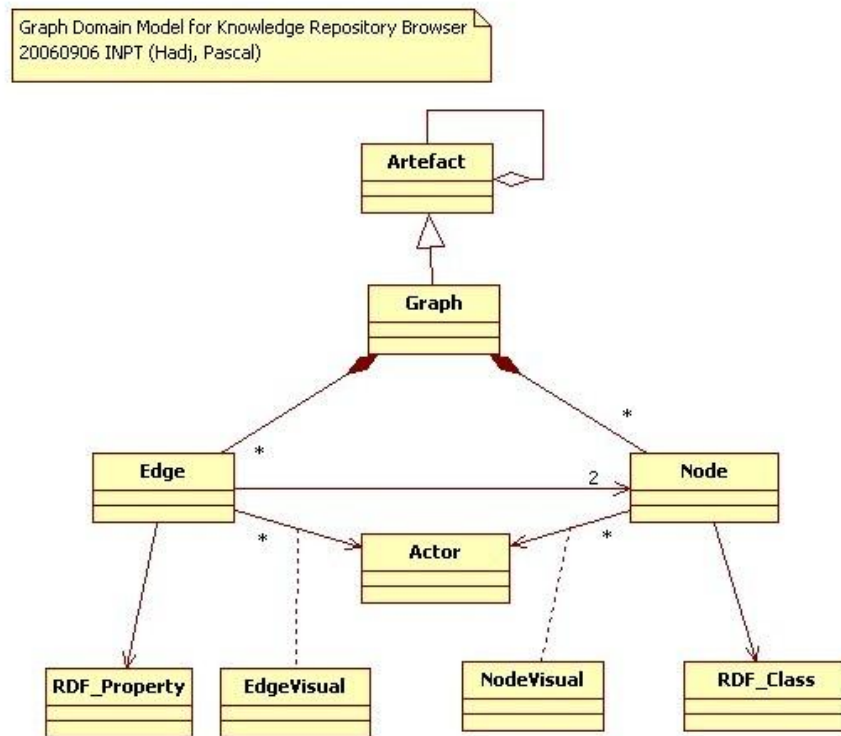 Graph Domain Model for Knowledge Repository Browser
20060906 INPT (Hadj, Pascal)
Artefact
Graph
*
*
Edge
2
Node
*
Actor
*
RDF_Property
EdgeVisual
NodeVisual
RDF_Class